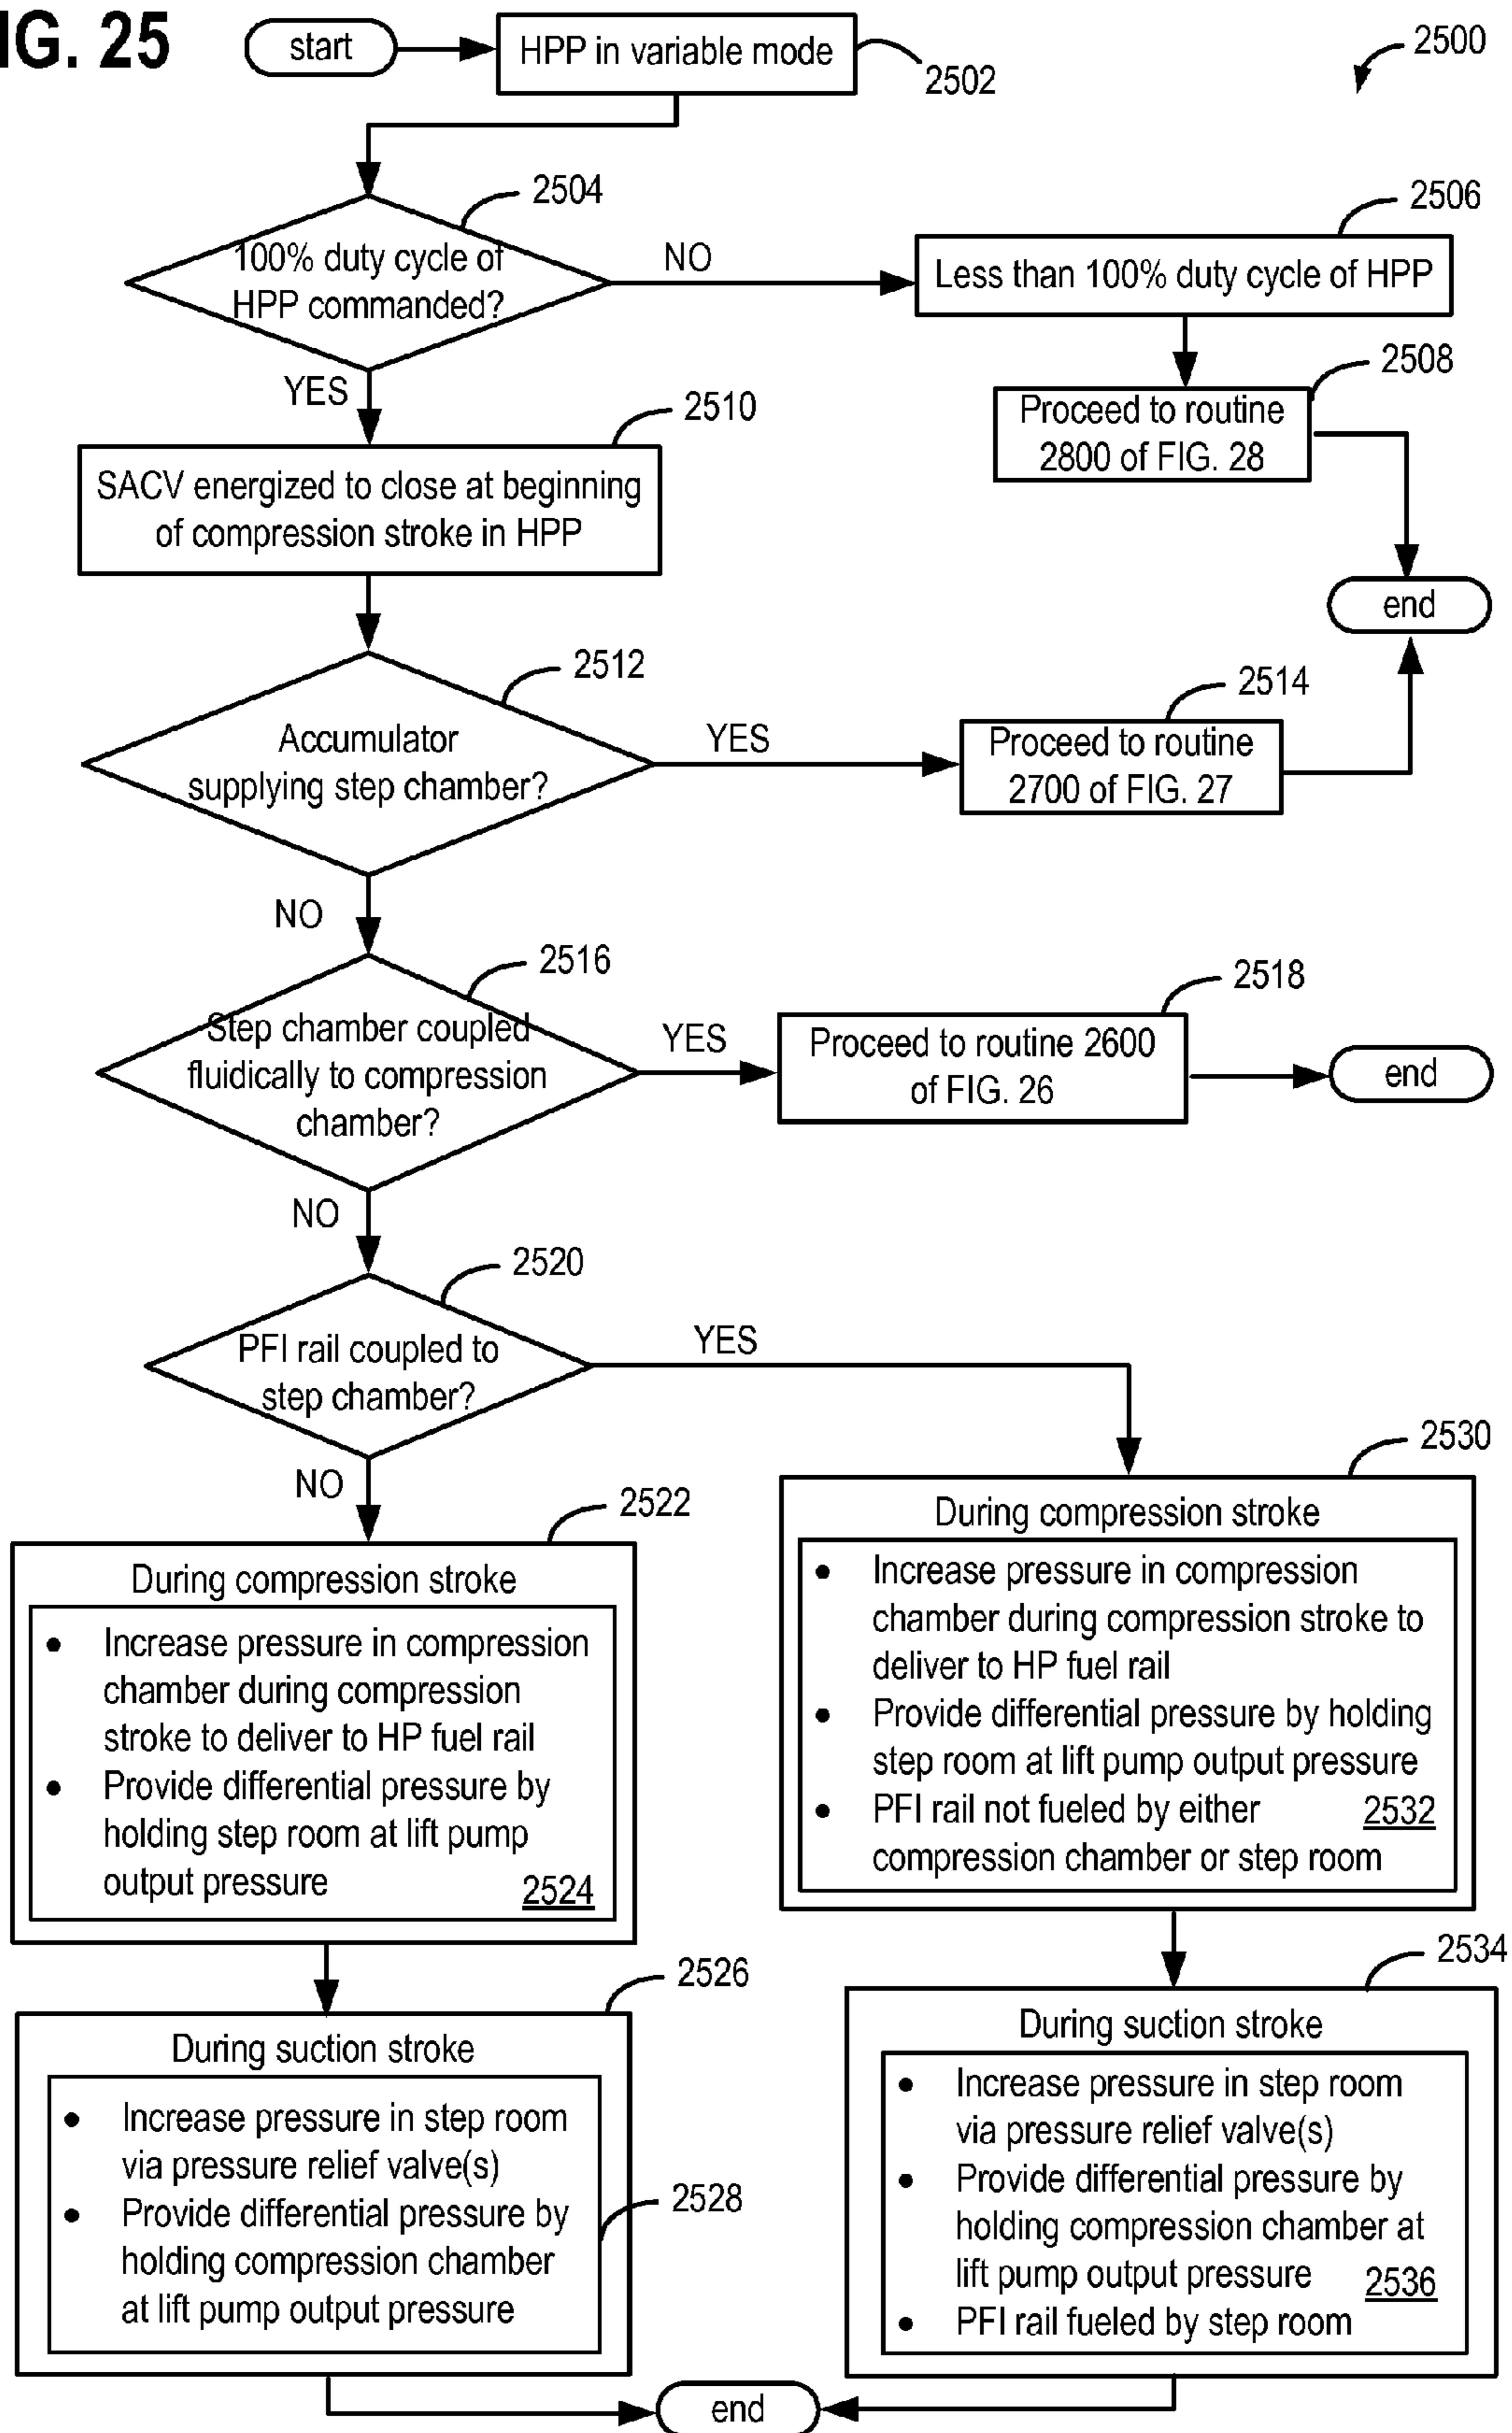 IG. 25
start
HPP in variable mode
2502
2500
2504
100% duty cycle of
HPP commanded?
NO
2506
Less than 100% duty cycle of HPP
2508
Proceed to routine
2800 of FIG. 28
end
YES
2510
SACV energized to close at beginning
of compression stroke in HPP
2512
Accumulator
supplying step chamber?
YES
2514
Proceed to routine
2700 of FIG. 27
NO
2516
Step chamber coupled
fluidically to compression
chamber?
YES
2518
Proceed to routine 2600
of FIG. 26
end
NO
2520
PFI rail coupled to
step chamber?
YES
NO
2522
During compression stroke
• Increase pressure in compression
chamber during compression
stroke to deliver to HP fuel rail
• Provide differential pressure by
holding step room at lift pump
output pressure 2524
2526
During suction stroke
• Increase pressure in step room
via pressure relief valve(s)
• Provide differential pressure by
holding compression chamber
at lift pump output pressure
2528
2530
During compression stroke
• Increase pressure in compression
chamber during compression stroke to
deliver to HP fuel rail
• Provide differential pressure by holding
step room at lift pump output pressure
• PFI rail not fueled by either 2532
compression chamber or step room
2534
During suction stroke
• Increase pressure in step room
via pressure relief valve(s)
• Provide differential pressure by
holding compression chamber at
lift pump output pressure 2536
• PFI rail fueled by step room
end